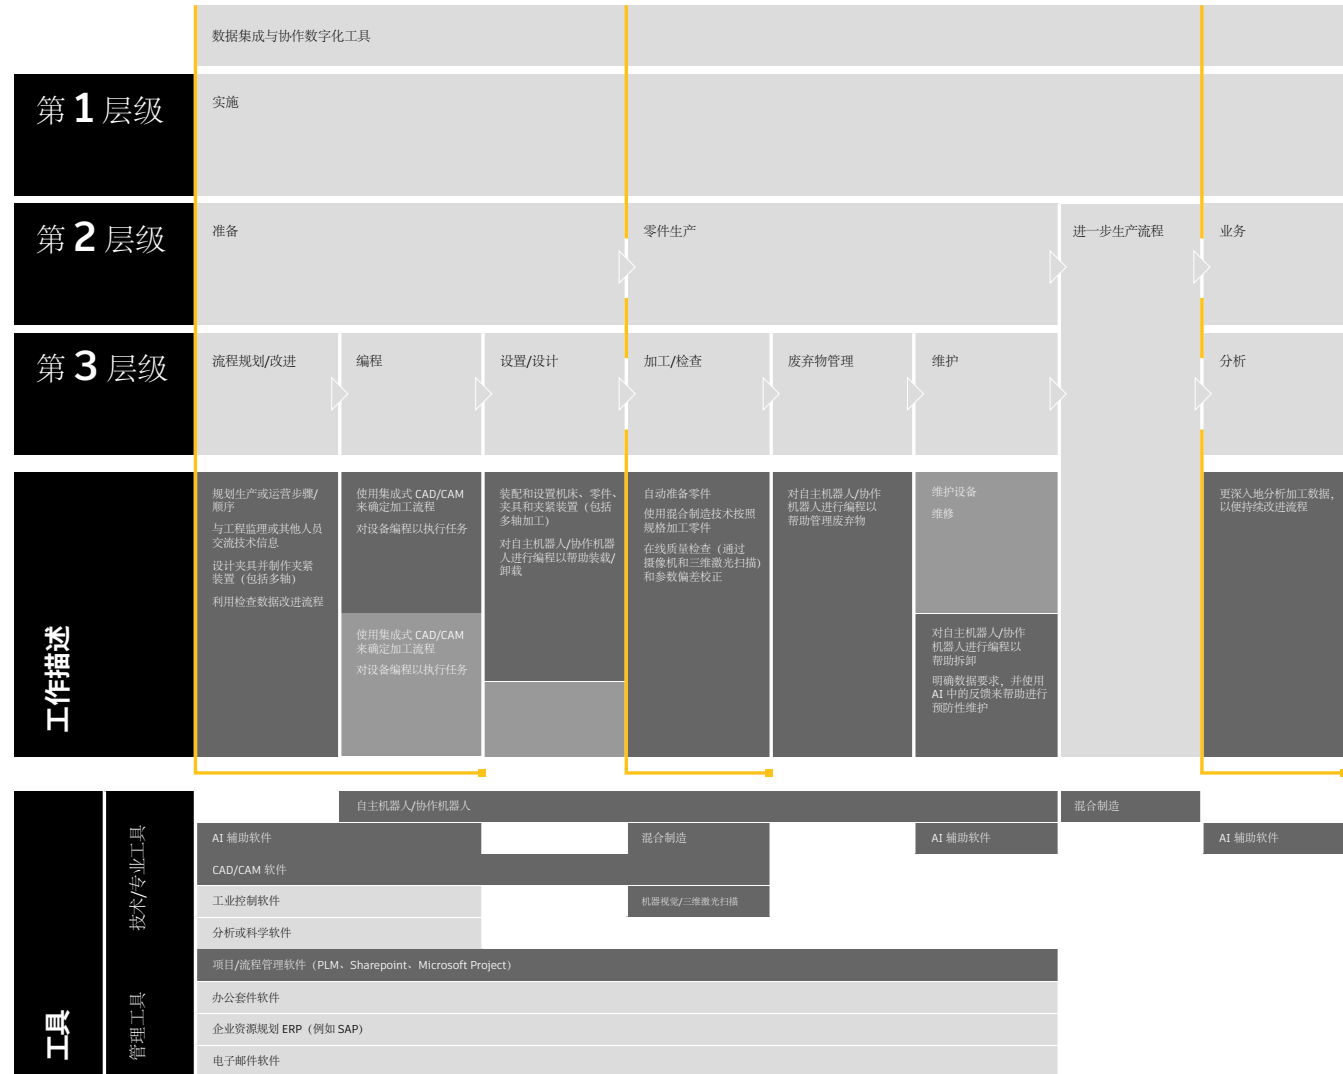 数据集成与协作数字化工具
第 1 层级
实施
第 2 层级
准备
零件生产
进一步生产流程
业务
第 3 层级
流程规划/改进
编程
设置/设计
加工/检查
废弃物管理
维护
分析
工作描述
规划生产或运营步骤/
顺序
与工程监理或其他人员
交流技术信息
设计夹具并制作夹紧
装置（包括多轴）
利用检查数据改进流程
使用集成式 CAD/CAM
来确定加工流程
对设备编程以执行任务
使用集成式 CAD/CAM
来确定加工流程
对设备编程以执行任务
装配和设置机床、零件、
夹具和夹紧装置（包括
多轴加工）
对自主机器人/协作机器
人进行编程以帮助装载/
卸载
自动准备零件
使用混合制造技术按照
规格加工零件
在线质量检查（通过
摄像机和三维激光扫描）
和参数偏差校正
对自主机器人/协作
机器人进行编程以
帮助管理废弃物
维护设备
维修
对自主机器人/协作
机器人进行编程以
帮助拆卸
明确数据要求，并使用
AI 中的反馈来帮助进行
预防性维护
更深入地分析加工数据，
以便持续改进流程
工具
技术/专业工具
管理工具
自主机器人/协作机器人
混合制造
AI 辅助软件
混合制造
AI 辅助软件
AI 辅助软件
CAD/CAM 软件
工业控制软件
机器视觉/三维激光扫描
分析或科学软件
项目/流程管理软件（PLM、Sharepoint、Microsoft Project）
办公套件软件
企业资源规划 ERP（例如 SAP）
电子邮件软件